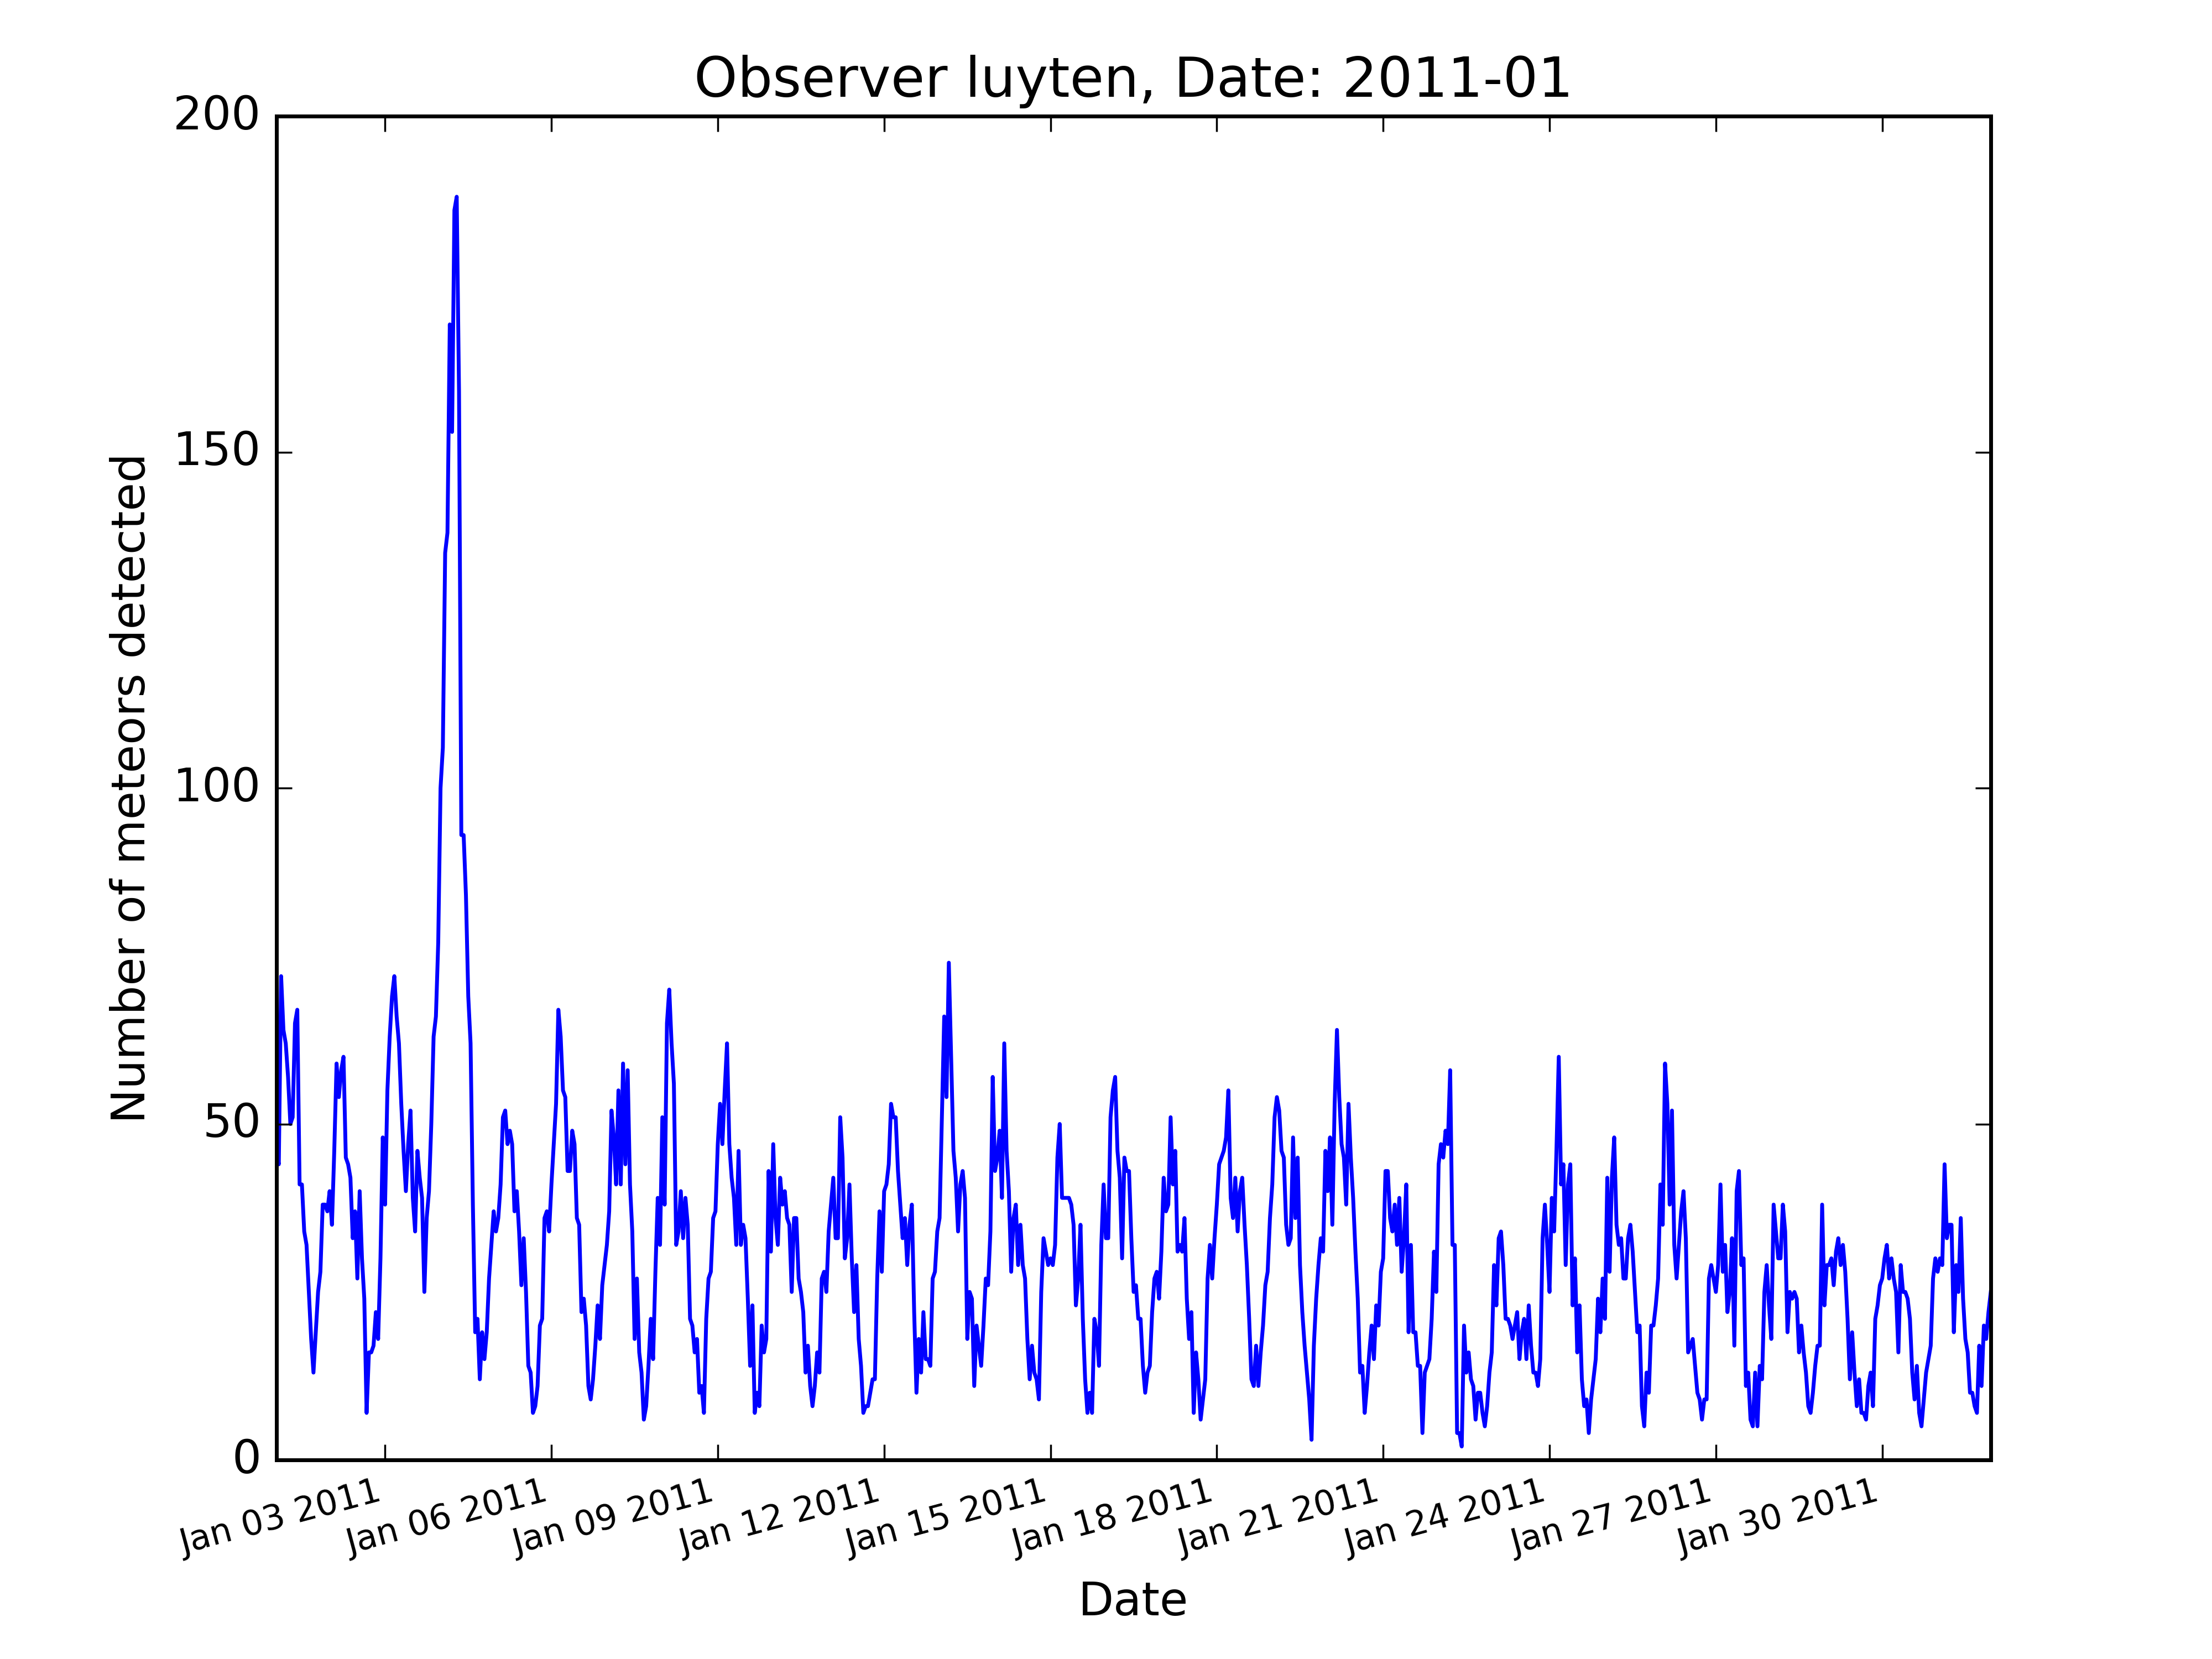 Observer luyten, Date: 2011-01
200
150
100
50
0
Number of meteors detected
Jan 03 2011
Jan 06 2011
Jan 09 2011
Jan 12 2011
Jan 15 2011
Jan 18 2011
Jan 21 2011
Jan 24 2011
Jan 27 2011
Jan 30 2011
Date